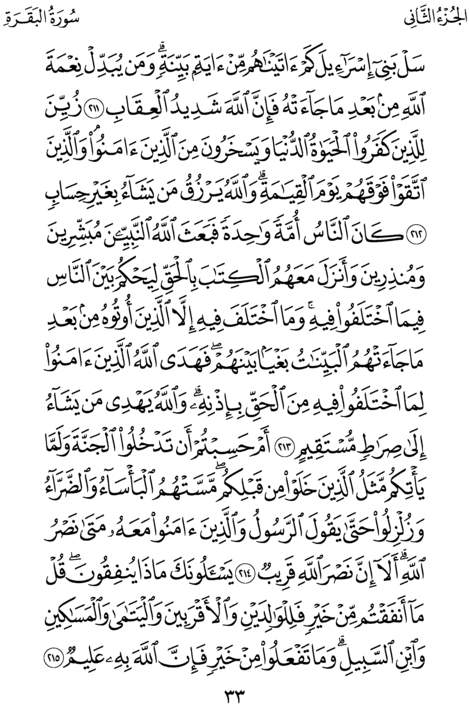 الجُزْءُ الثَّانِي
سُورَةُ البَقَرَةِ
سَلْ بَنِىٓ إِسْرَٰٓءِيلَ كَمْ ءَاتَيْنَٰهُم مِّنْ ءَايَةِۭ بَيِّنَةٍۗ وَمَن يُبَدِّلْ نِعْمَةَ
ٱللَّهِ مِنۢ بَعْدِ مَا جَآءَتْهُ فَإِنَّ ٱللَّهَ شَدِيدُ ٱلْعِقَابِ ٢١١ زُيِّنَ
لِلَّذِينَ كَفَرُوا۟ ٱلْحَيَوٰةُ ٱلدُّنْيَا وَيَسْخَرُونَ مِنَ ٱلَّذِينَ ءَامَنُوا۟ۘ وَٱلَّذِينَ
ٱتَّقَوْا۟ فَوْقَهُمْ يَوْمَ ٱلْقِيَٰمَةِۗ وَٱللَّهُ يَرْزُقُ مَن يَشَآءُ بِغَيْرِ حِسَابٍ
٢١٢ كَانَ ٱلنَّاسُ أُمَّةً وَٰحِدَةً فَبَعَثَ ٱللَّهُ ٱلنَّبِيِّـۧنَ مُبَشِّرِينَ
وَمُنذِرِينَ وَأَنزَلَ مَعَهُمُ ٱلْكِتَٰبَ بِٱلْحَقِّ لِيَحْكُمَ بَيْنَ ٱلنَّاسِ
فِيمَا ٱخْتَلَفُوا۟ فِيهِۚ وَمَا ٱخْتَلَفَ فِيهِ إِلَّا ٱلَّذِينَ أُوتُوهُ مِنۢ بَعْدِ
مَا جَآءَتْهُمُ ٱلْبَيِّنَٰتُ بَغْيَۢا بَيْنَهُمْۖ فَهَدَى ٱللَّهُ ٱلَّذِينَ ءَامَنُوا۟
لِمَا ٱخْتَلَفُوا۟ فِيهِ مِنَ ٱلْحَقِّ بِإِذْنِهِۦۗ وَٱللَّهُ يَهْدِى مَن يَشَآءُ
إِلَىٰ صِرَٰطٍ مُّسْتَقِيمٍ ٢١٣ أَمْ حَسِبْتُمْ أَن تَدْخُلُوا۟ ٱلْجَنَّةَ وَلَمَّا
يَأْتِكُم مَّثَلُ ٱلَّذِينَ خَلَوْا۟ مِن قَبْلِكُمۖ مَّسَّتْهُمُ ٱلْبَأْسَآءُ وَٱلضَّرَّآءُ
وَزُلْزِلُوا۟ حَتَّىٰ يَقُولَ ٱلرَّسُولُ وَٱلَّذِينَ ءَامَنُوا۟ مَعَهُۥ مَتَىٰ نَصْرُ
ٱللَّهِۗ أَلَآ إِنَّ نَصْرَ ٱللَّهِ قَرِيبٌ ٢١٤ يَسْـَٔلُونَكَ مَاذَا يُنفِقُونَۖ قُلْ
مَآ أَنفَقْتُم مِّنْ خَيْرٍ فَلِلْوَٰلِدَيْنِ وَٱلْأَقْرَبِينَ وَٱلْيَتَٰمَىٰ وَٱلْمَسَٰكِينِ
وَٱبْنِ ٱلسَّبِيلِۗ وَمَا تَفْعَلُوا۟ مِنْ خَيْرٍ فَإِنَّ ٱللَّهَ بِهِۦ عَلِيمٌ ٢١٥
٣٣